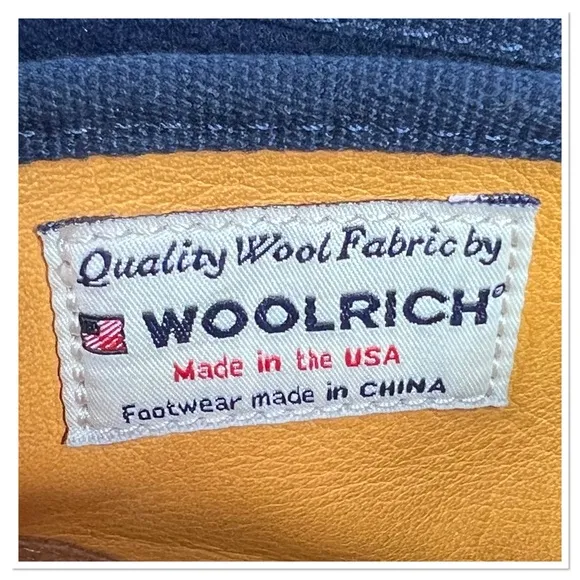 Quality Wool Fabric by
WOOLRICH®
Made in the USA
Footwear made in CHINA